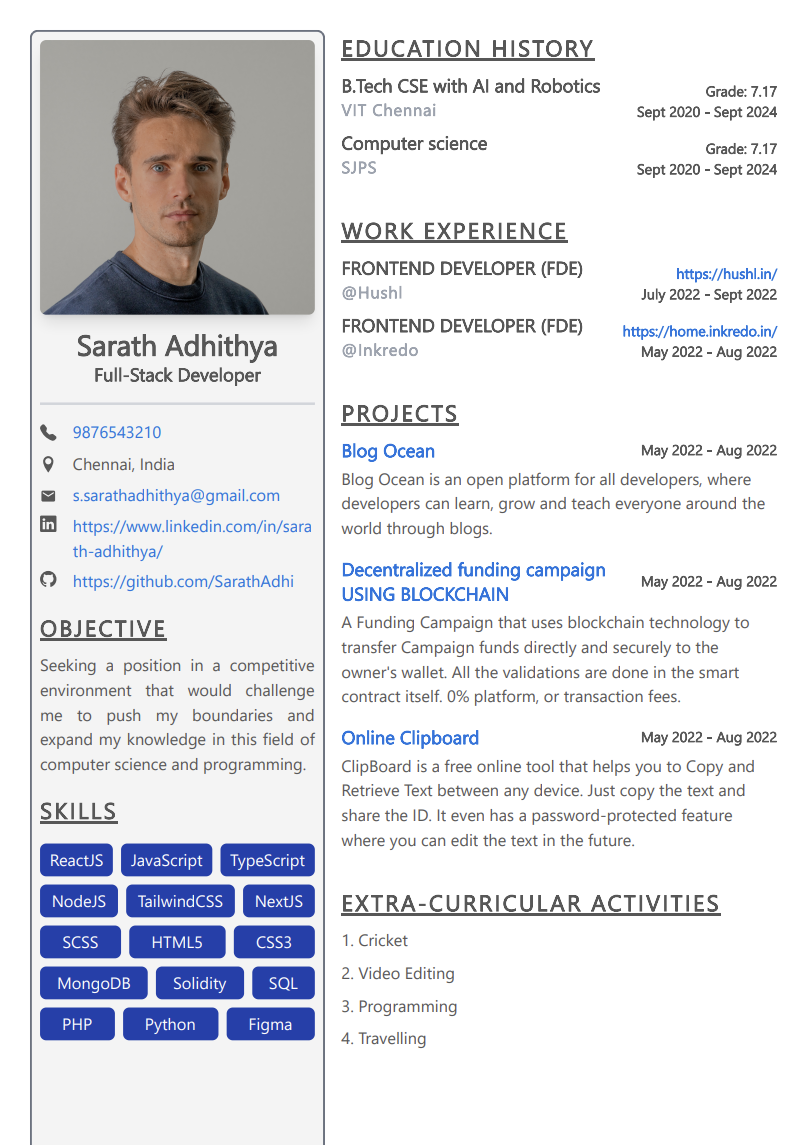 Sarath Adhithya
Full-Stack Developer
9876543210
Chennai, India
s.sarathadhithya@gmail.com
https://www.linkedin.com/in/sara
th-adhithya/
https://github.com/SarathAdhi
OBJECTIVE
Seeking a position in a competitive
environment that would challenge
me to push my boundaries and
expand my knowledge in this field of
computer science and programming.
SKILLS
ReactJS JavaScript TypeScript
NodeJS TailwindCSS NextJS
SCSS HTML5 CSS3
MongoDB Solidity SQL
PHP Python Figma
EDUCATION HISTORY
B.Tech CSE with AI and Robotics Grade: 7.17
VIT Chennai Sept 2020 - Sept 2024
Computer science Grade: 7.17
SJPS Sept 2020 - Sept 2024
WORK EXPERIENCE
FRONTEND DEVELOPER (FDE) https://hushl.in/
@Hushl July 2022 - Sept 2022
FRONTEND DEVELOPER (FDE) https://home.inkredo.in/
@Inkredo May 2022 - Aug 2022
PROJECTS
Blog Ocean May 2022 - Aug 2022
Blog Ocean is an open platform for all developers, where
developers can learn, grow and teach everyone around the
world through blogs.
Decentralized funding campaign
USING BLOCKCHAIN May 2022 - Aug 2022
A Funding Campaign that uses blockchain technology to
transfer Campaign funds directly and securely to the
owner's wallet. All the validations are done in the smart
contract itself. 0% platform, or transaction fees.
Online Clipboard May 2022 - Aug 2022
ClipBoard is a free online tool that helps you to Copy and
Retrieve Text between any device. Just copy the text and
share the ID. It even has a password-protected feature
where you can edit the text in the future.
EXTRA-CURRICULAR ACTIVITIES
1. Cricket
2. Video Editing
3. Programming
4. Travelling